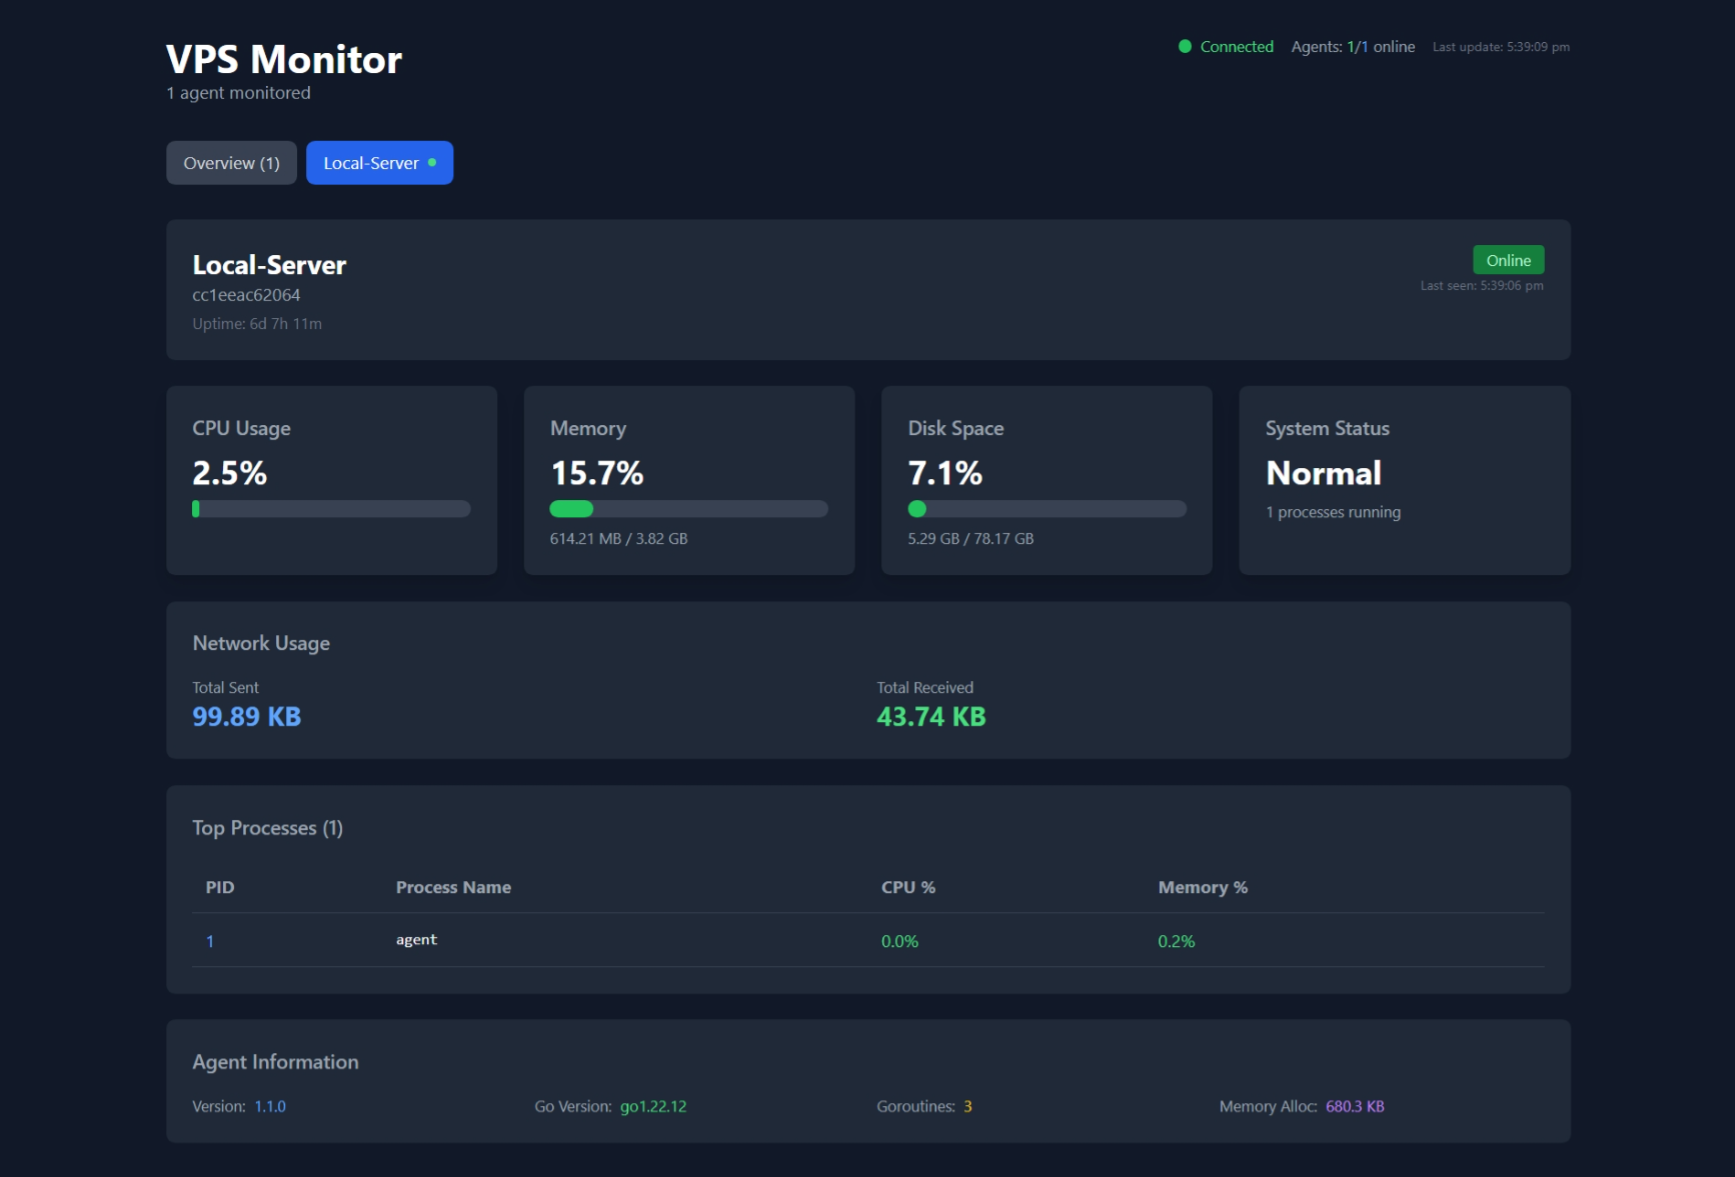 VPS Monitor
1 agent monitored
Connected Agents: 1/1 online Last update: 5:39:09 pm
Overview (1) Local-Server
Local-Server
cc1eeac62064
Uptime: 6d 7h 11m
Online
Last seen: 5:39:06 pm
CPU Usage
2.5%
Memory
15.7%
614.21 MB / 3.82 GB
Disk Space
7.1%
5.29 GB / 78.17 GB
System Status
Normal
1 processes running
Network Usage
Total Sent
99.89 KB
Total Received
43.74 KB
Top Processes (1)
PID Process Name CPU % Memory %
1 agent 0.0% 0.2%
Agent Information
Version: 1.1.0 Go Version: go1.22.12 Goroutines: 3 Memory Alloc: 680.3 KB